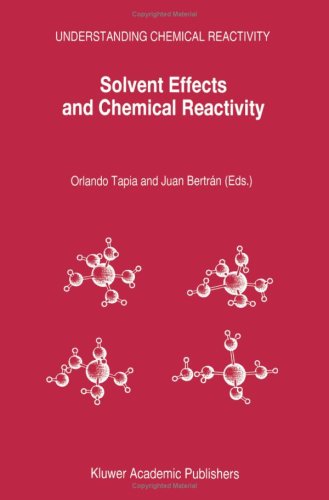 UNDERSTANDING CHEMICAL REACTIVITY
Solvent Effects
and Chemical Reactivity
Orlando Tapia and Juan Bertrán (Eds.)
Kluwer Academic Publishers